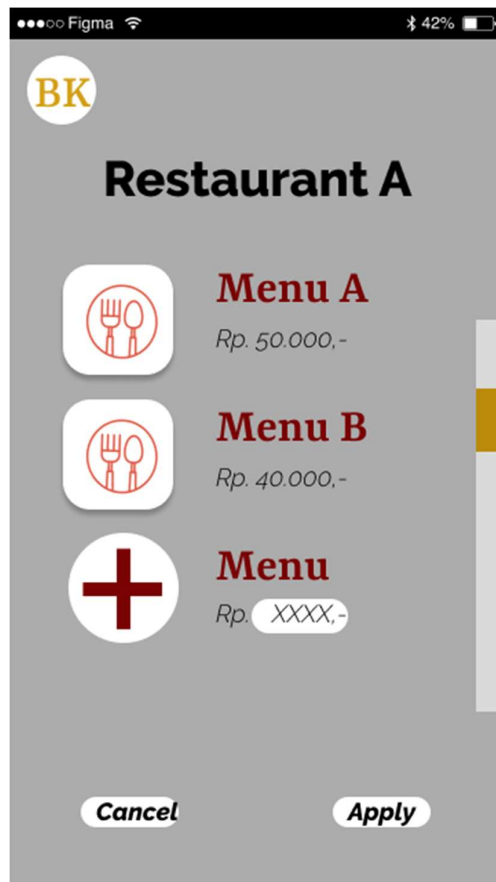 Figma 42%
BK
Restaurant A
Menu A
Rp. 50.000,-
Menu B
Rp. 40.000,-
Menu
Rp. XXXX,-
Cancel Apply